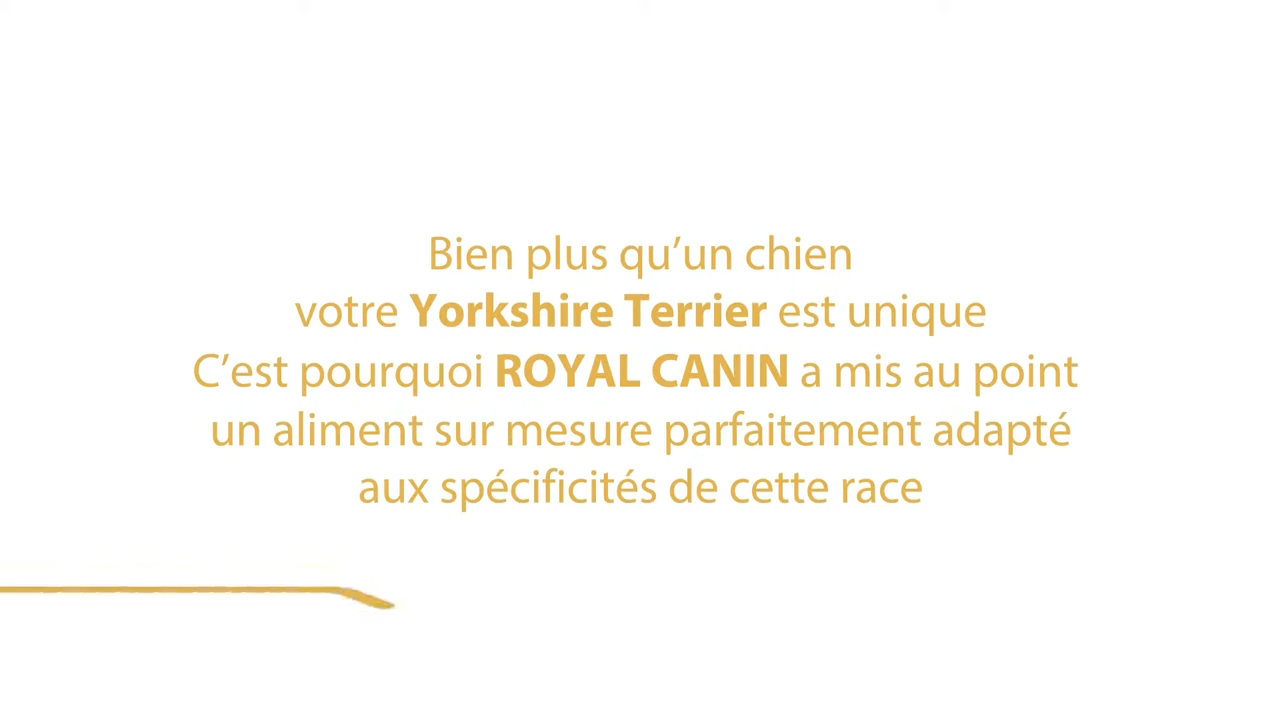 Bien plus qu’un chien
votre Yorkshire Terrier est unique
C’est pourquoi ROYAL CANIN a mis au point
un aliment sur mesure parfaitement adapté
aux spécificités de cette race